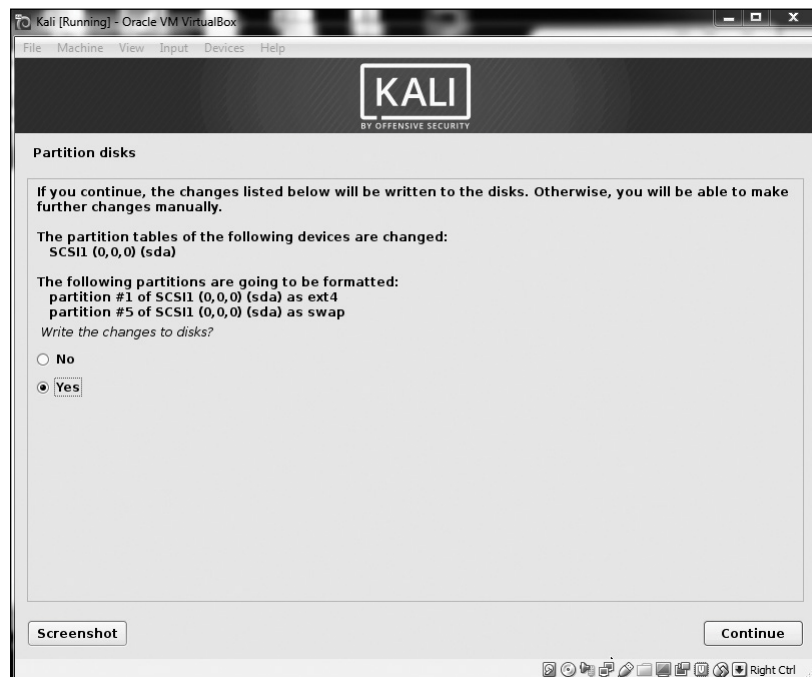 Kali [Running] - Oracle VM VirtualBox
File Machine View Input Devices Help
KALI
BY OFFENSIVE SECURITY
Partition disks
If you continue, the changes listed below will be written to the disks. Otherwise, you will be able to make
further changes manually.
The partition tables of the following devices are changed:
SCSI1 (0,0,0) (sda)
The following partitions are going to be formatted:
partition #1 of SCSI1 (0,0,0) (sda) as ext4
partition #5 of SCSI1 (0,0,0) (sda) as swap
Write the changes to disks?
No
Yes
Screenshot
Continue
Right Ctrl